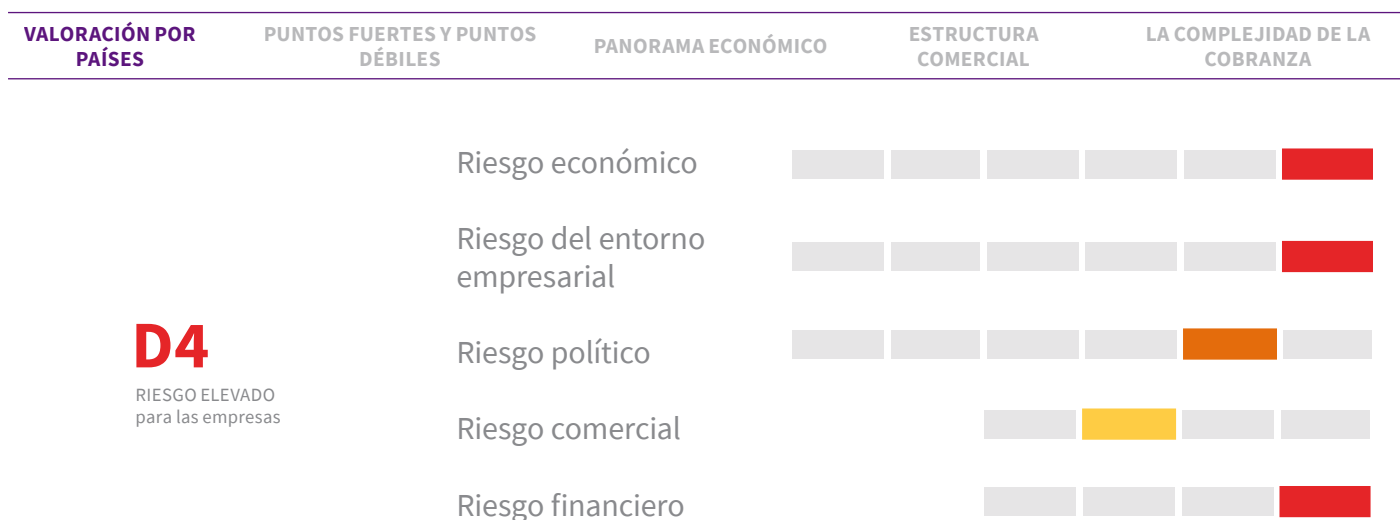 VALORACIÓN POR
PAÍSES
PUNTOS FUERTES Y PUNTOS
DÉBILES
PANORAMA ECONÓMICO
ESTRUCTURA
COMERCIAL
LA COMPLEJIDAD DE LA
COBRANZA
Riesgo económico
Riesgo del entorno
empresarial
D4
RIESGO ELEVADO
para las empresas
Riesgo político
Riesgo comercial
Riesgo financiero